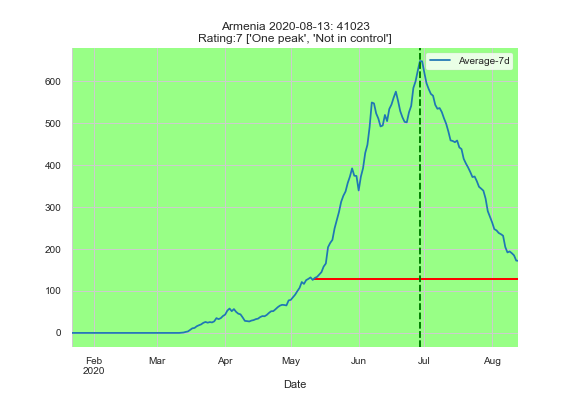 Armenia 2020-08-13: 41023
Rating:7 ['One peak', 'Not in control']
Average-7d
600
500
400
300
200
100
0
Feb Mar Apr May Jun Jul Aug
2020
Date